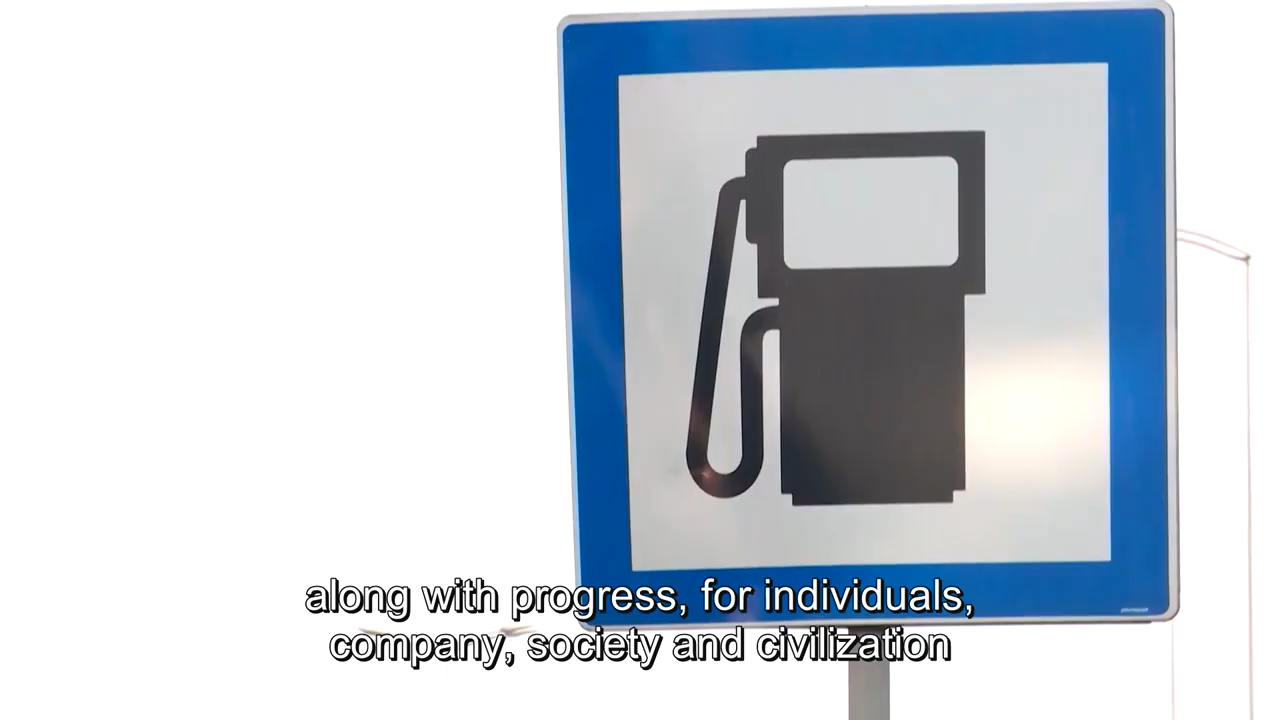 along with progress, for individuals,
company, society and civilization